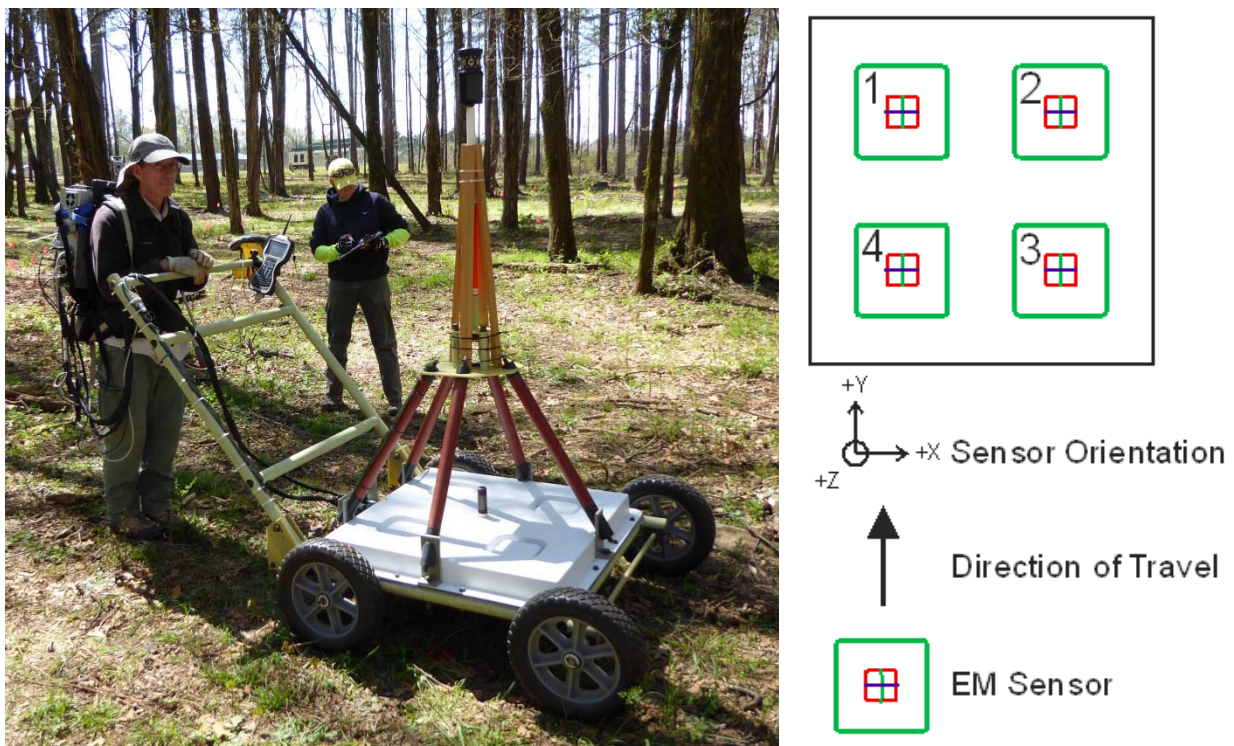 1
2
4
3
+Y
+X Sensor Orientation
+Z
Direction of Travel
EM Sensor